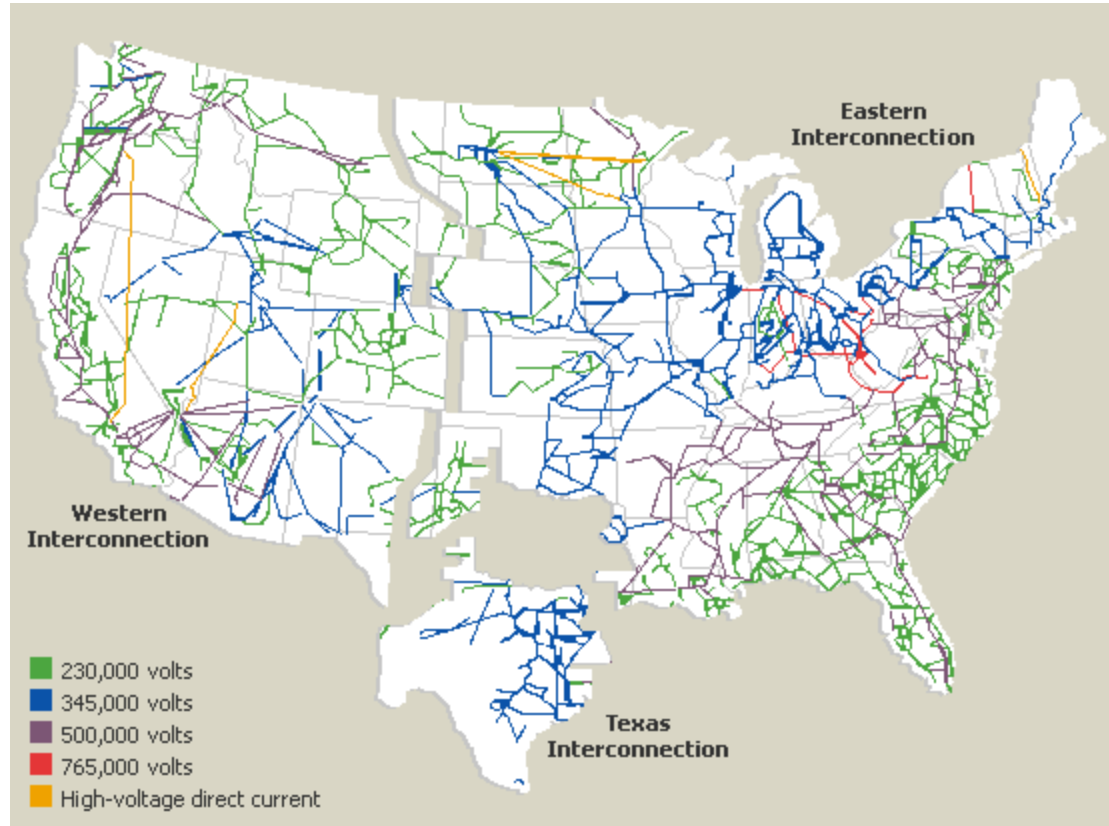 Eastern
Interconnection
Western
Interconnection
Texas
Interconnection
230,000 volts
345,000 volts
500,000 volts
765,000 volts
High-voltage direct current